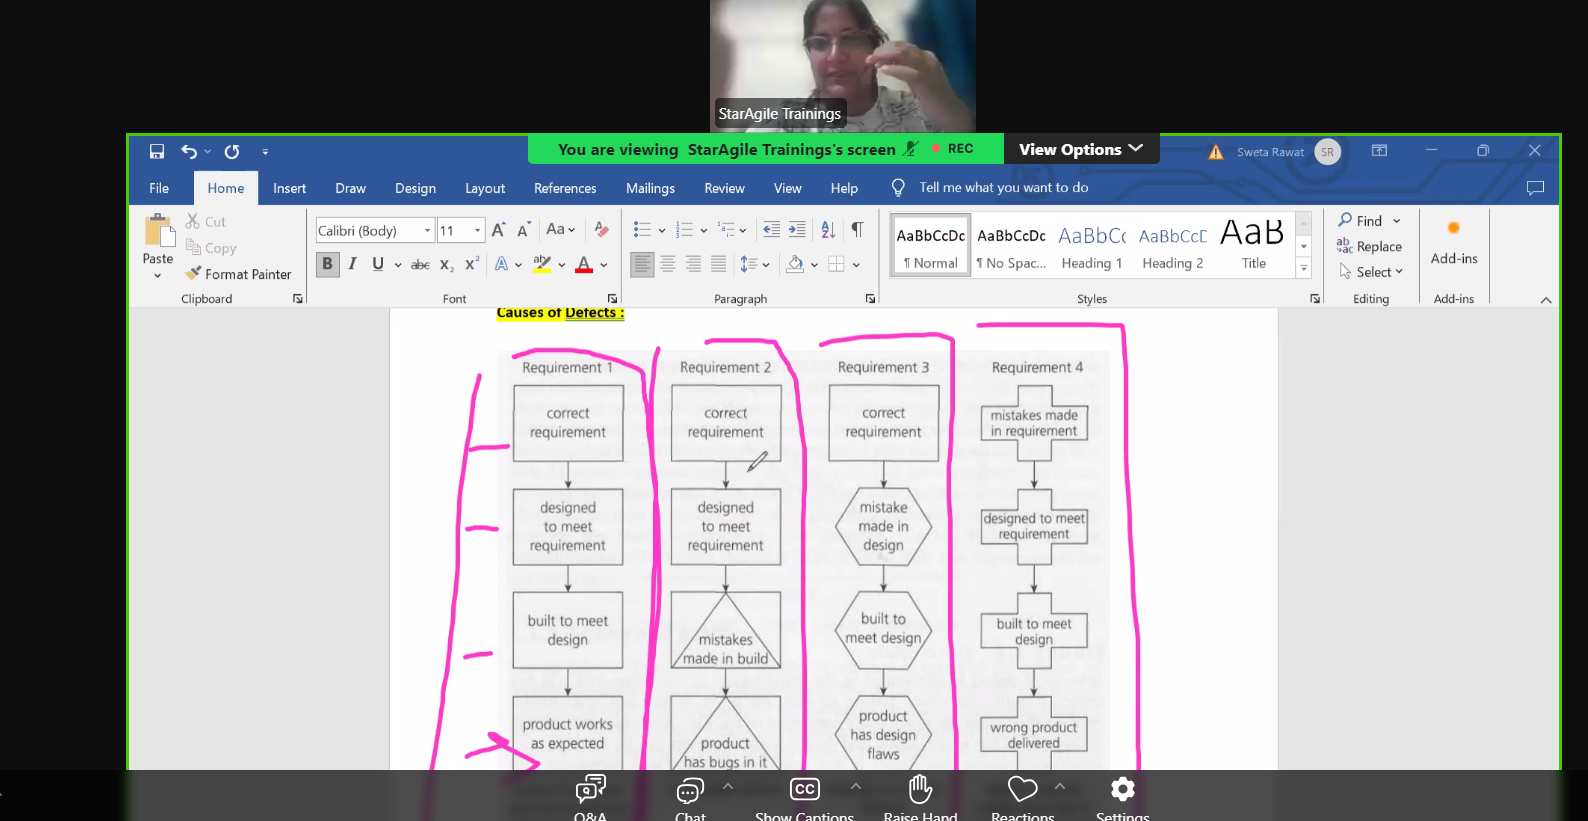 StarAgile Trainings
You are viewing StarAgile Trainings's screen REC View Options
Sweta Rawat SR
File Home Insert Draw Design Layout References Mailings Review View Help Tell me what you want to do
Paste
Cut
Copy
Format Painter
Clipboard
Calibri (Body) 11
Font
Paragraph
AaBbCcDc
¶ Normal
AaBbCcDc
¶ No Spac...
AaBbCc
Heading 1
AaBbCcD
Heading 2
AaB
Title
Styles
Find
Replace
Select
Editing
Add-ins
Add-ins
Causes of Defects :
Requirement 1
correct
requirement
designed
to meet
requirement
built to meet
design
product works
as expected
Requirement 2
correct
requirement
designed
to meet
requirement
mistakes
made in build
product
has bugs in it
Requirement 3
correct
requirement
mistake
made in
design
built to
meet design
product
has design
flaws
Requirement 4
mistakes made
in requirement
designed to meet
requirement
built to meet
design
wrong product
delivered
Q&A
Chat
CC
Show Captions
Raise Hand
Reactions
Settings